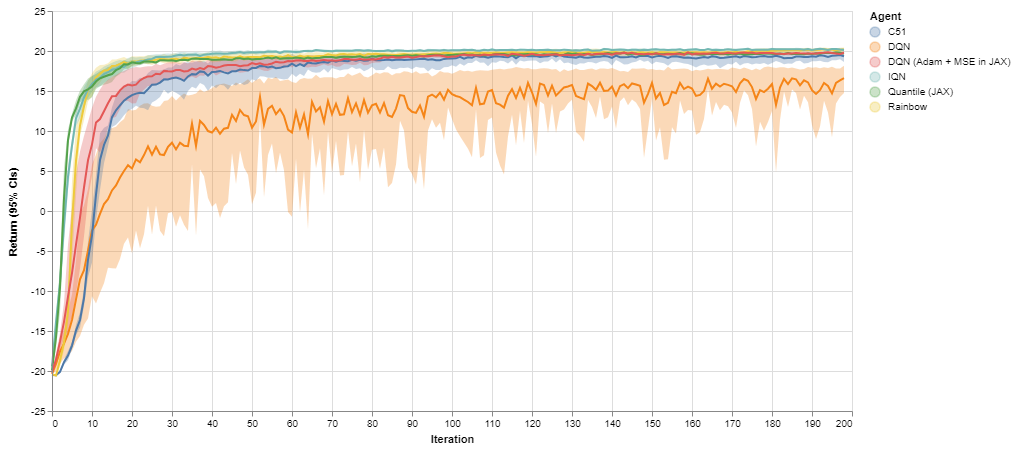 25
20
15
10
5
0
-5
-10
-15
-20
-25
Return (95% CIs)
0 10 20 30 40 50 60 70 80 90 100 110 120 130 140 150 160 170 180 190 200
Iteration
Agent
C51
DQN
DQN (Adam + MSE in JAX)
IQN
Quantile (JAX)
Rainbow